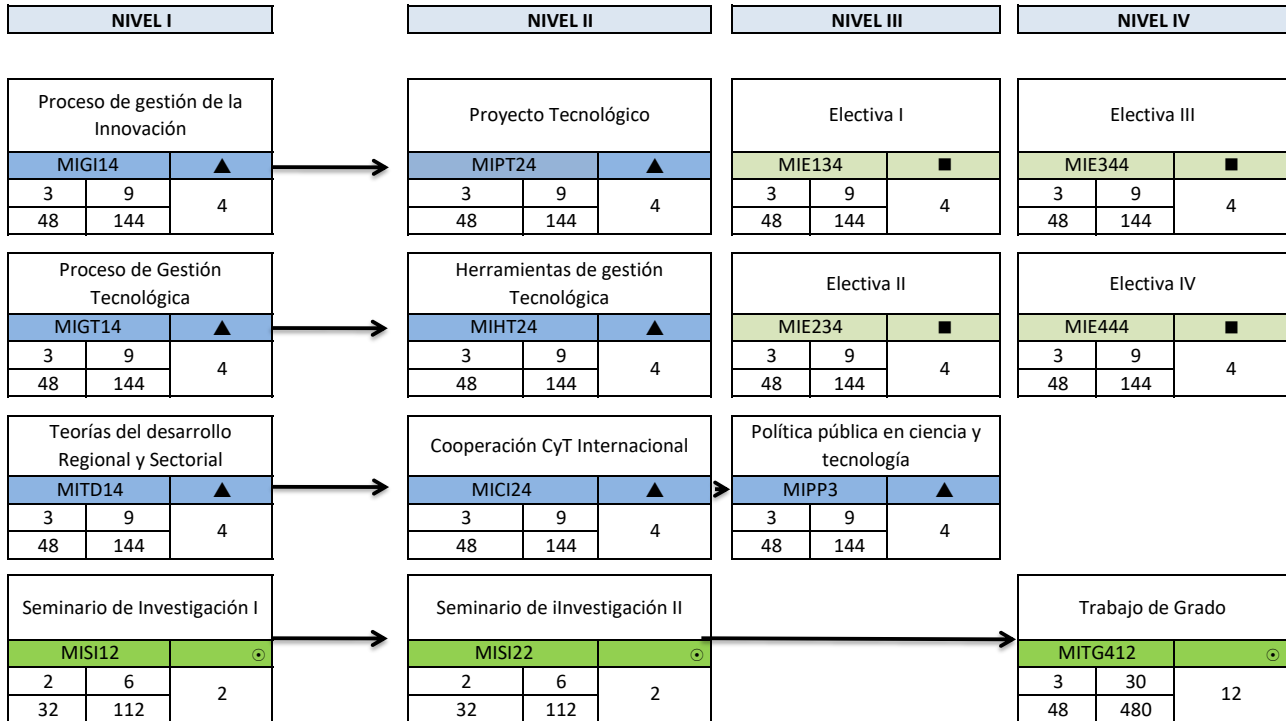 NIVEL I NIVEL II NIVEL III NIVEL IV
Proceso de gestión de la
Innovación
Proyecto Tecnológico
Electiva I
Electiva III
MIGI14 ▲ MIPT24 ▲ MIE134 ■ MIE344 ■
3 9 4 3 9 4 3 9 4 3 9 4
48 144 48 144 48 144 48 144
Proceso de Gestión
Tecnológica
Herramientas de gestión
Tecnológica
Electiva II
Electiva IV
MIGT14 ▲ MIHT24 ▲ MIE234 ■ MIE444 ■
3 9 4 3 9 4 3 9 4 3 9 4
48 144 48 144 48 144 48 144
Teorías del desarrollo
Regional y Sectorial
Cooperación CyT Internacional
Política pública en ciencia y
tecnología
MITD14 ▲ MICI24 ▲ MIPP3 ▲
3 9 4 3 9 4 3 9 4
48 144 48 144 48 144
Seminario de Investigación I
Seminario de iInvestigación II
Trabajo de Grado
MISI12 ☉ MISI22 ☉ MITG412 ☉
2 6 2 2 6 2 3 30 12
32 112 32 112 48 480